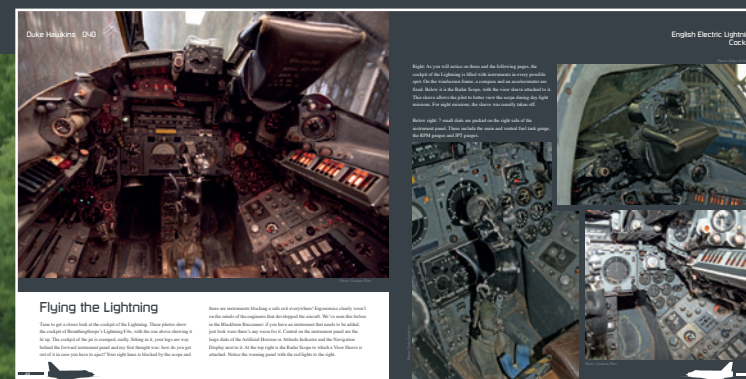 Duke Hawkins 040
English Electric Lightni
Cock
Right: As you will notice on these and the following pages, the
cockpit of the Lightning is filled with instruments in every possible
spot. On the windscreen frame, a compass and an accelerometer are
fixed. Below it is the Radar Scope, with the visor sleeve attached to it.
This sleeve allows the pilot to better view the scope during day light
missions. For night missions, the sleeve was usually taken off.
Below right: 7 small dials are packed on the right side of the
instrument panel. These include the main and ventral fuel tank gauge,
the RPM gauges and JPT gauges.
Flying the Lightning
Time to get a closer look at the cockpit of the Lightning. These photos show
the cockpit of Bruntingthorpe's Lightning F.6s, with the one above showing it
lit up. The cockpit of the jet is cramped, really. Sitting in it, your legs are way
behind the forward instrument panel and my first thought was: how do you get
out of it in case you have to eject? Your right knee is blocked by the scope and
there are instruments blocking a safe exit everywhere! Ergonomics clearly wasn't
on the minds of the engineers that developed the aircraft. We've seen this before
on the Blackburn Buccaneer: if you have an instrument that needs to be added,
just look were there's any room for it. Central on the instrument panel are the
large dials of the Artificial Horizon or Attitude Indicator and the Navigation
Display next to it. At the top right is the Radar Scope to which a Visor Sleeve is
attached. Notice the warning panel with the red lights to the right.